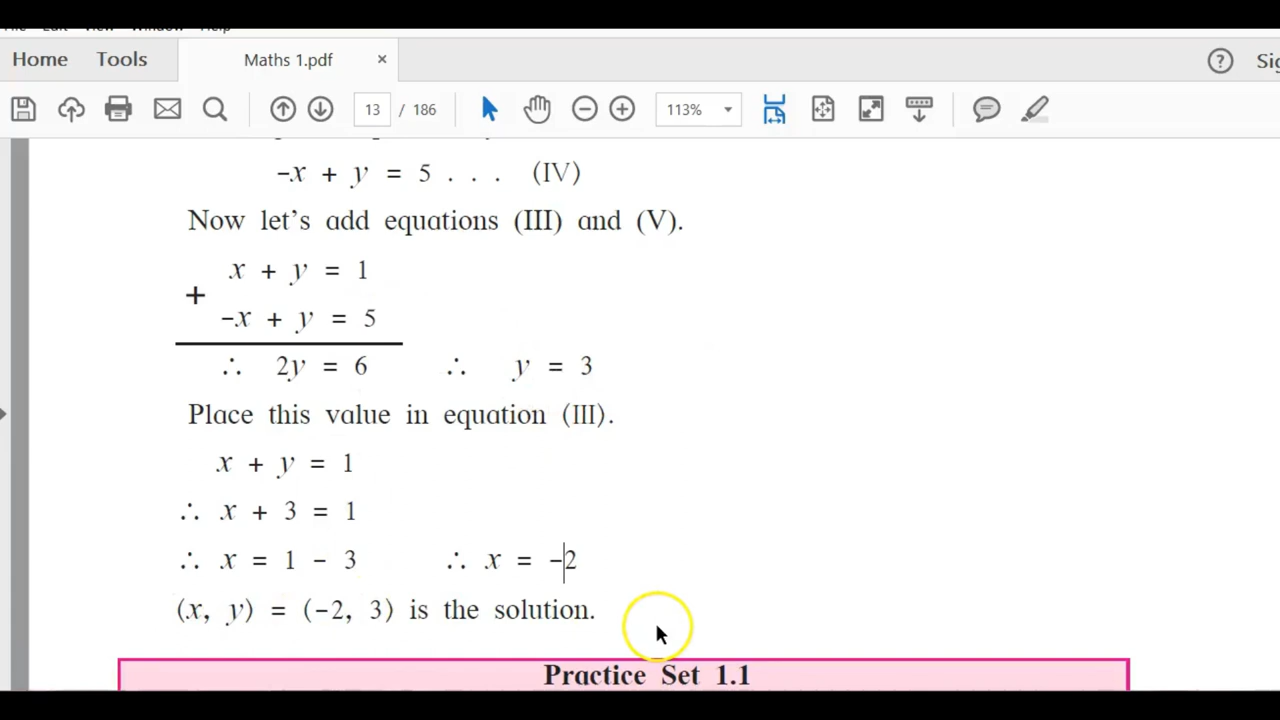 Home Tools Maths 1.pdf × ? Sig
13 / 186 113%
-x + y = 5 . . . (IV)
Now let's add equations (III) and (V).
x + y = 1
+
-x + y = 5
∴ 2y = 6 ∴ y = 3
Place this value in equation (III).
x + y = 1
∴ x + 3 = 1
∴ x = 1 - 3 ∴ x = -2
(x, y) = (-2, 3) is the solution.
Practice Set 1.1